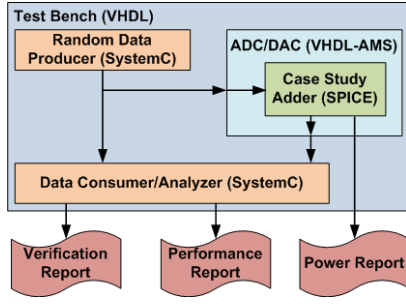 Test Bench (VHDL)
Random Data
Producer (SystemC)
ADC/DAC (VHDL-AMS)
Case Study
Adder (SPICE)
Data Consumer/Analyzer (SystemC)
Verification
Report
Performance
Report
Power Report